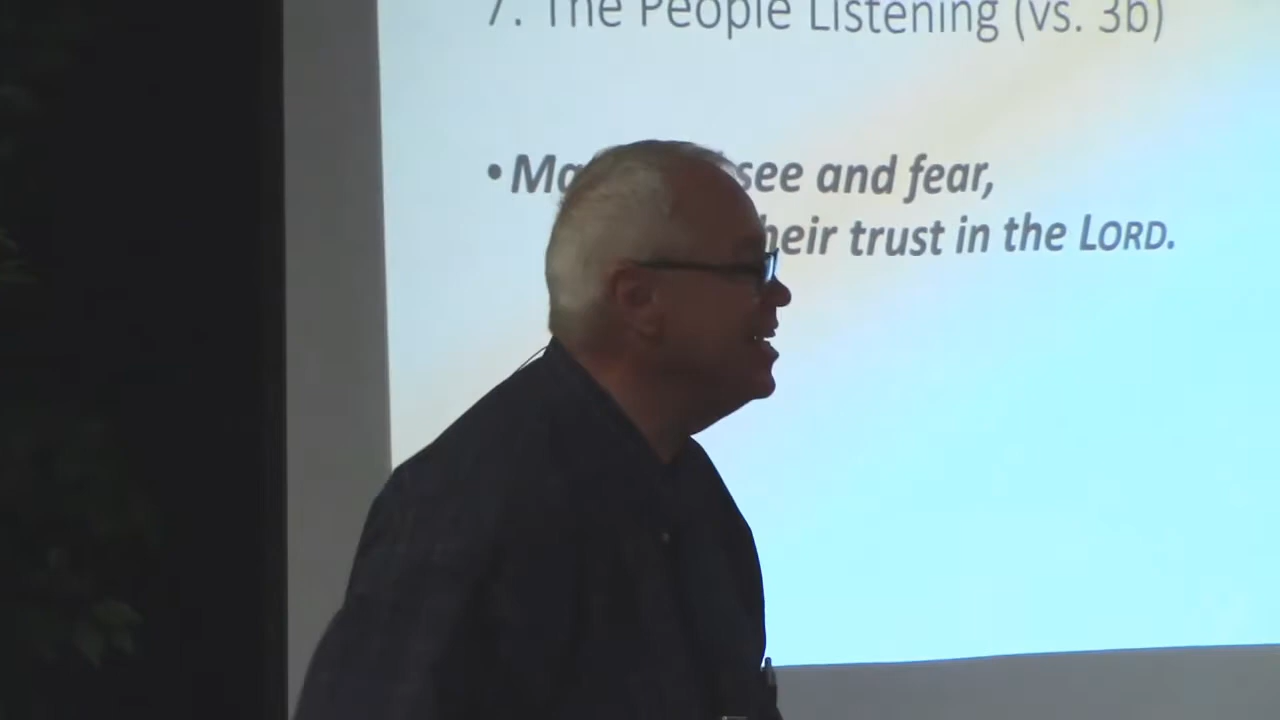 7. The People Listening (vs. 3b)
• Ma see and fear,
heir trust in the LORD.